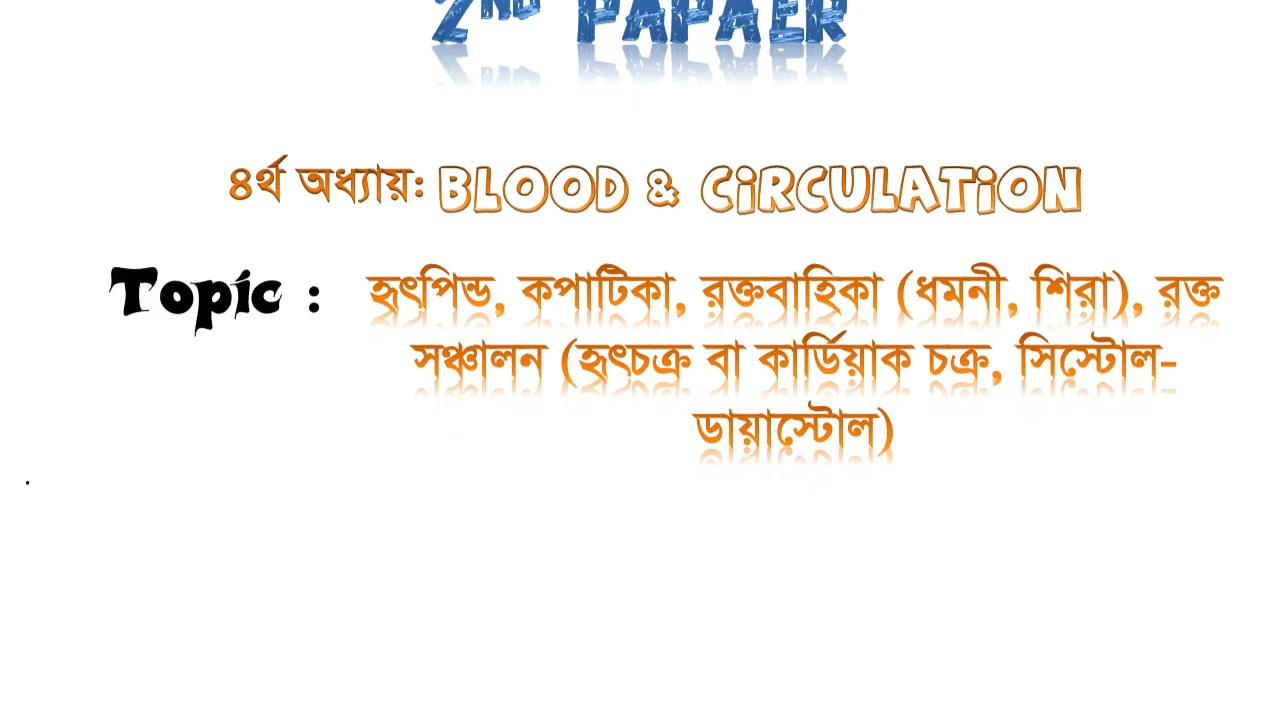 2ND PAPAER
৪র্থ অধ্যায়: BLOOD & CIRCULATION
Topic : হৃৎপিন্ড, কপাটিকা, রক্তবাহিকা (ধমনী, শিরা), রক্ত
সঞ্চালন (হৃৎচক্র বা কার্ডিয়াক চক্র, সিস্টোল-
ডায়াস্টোল)
.